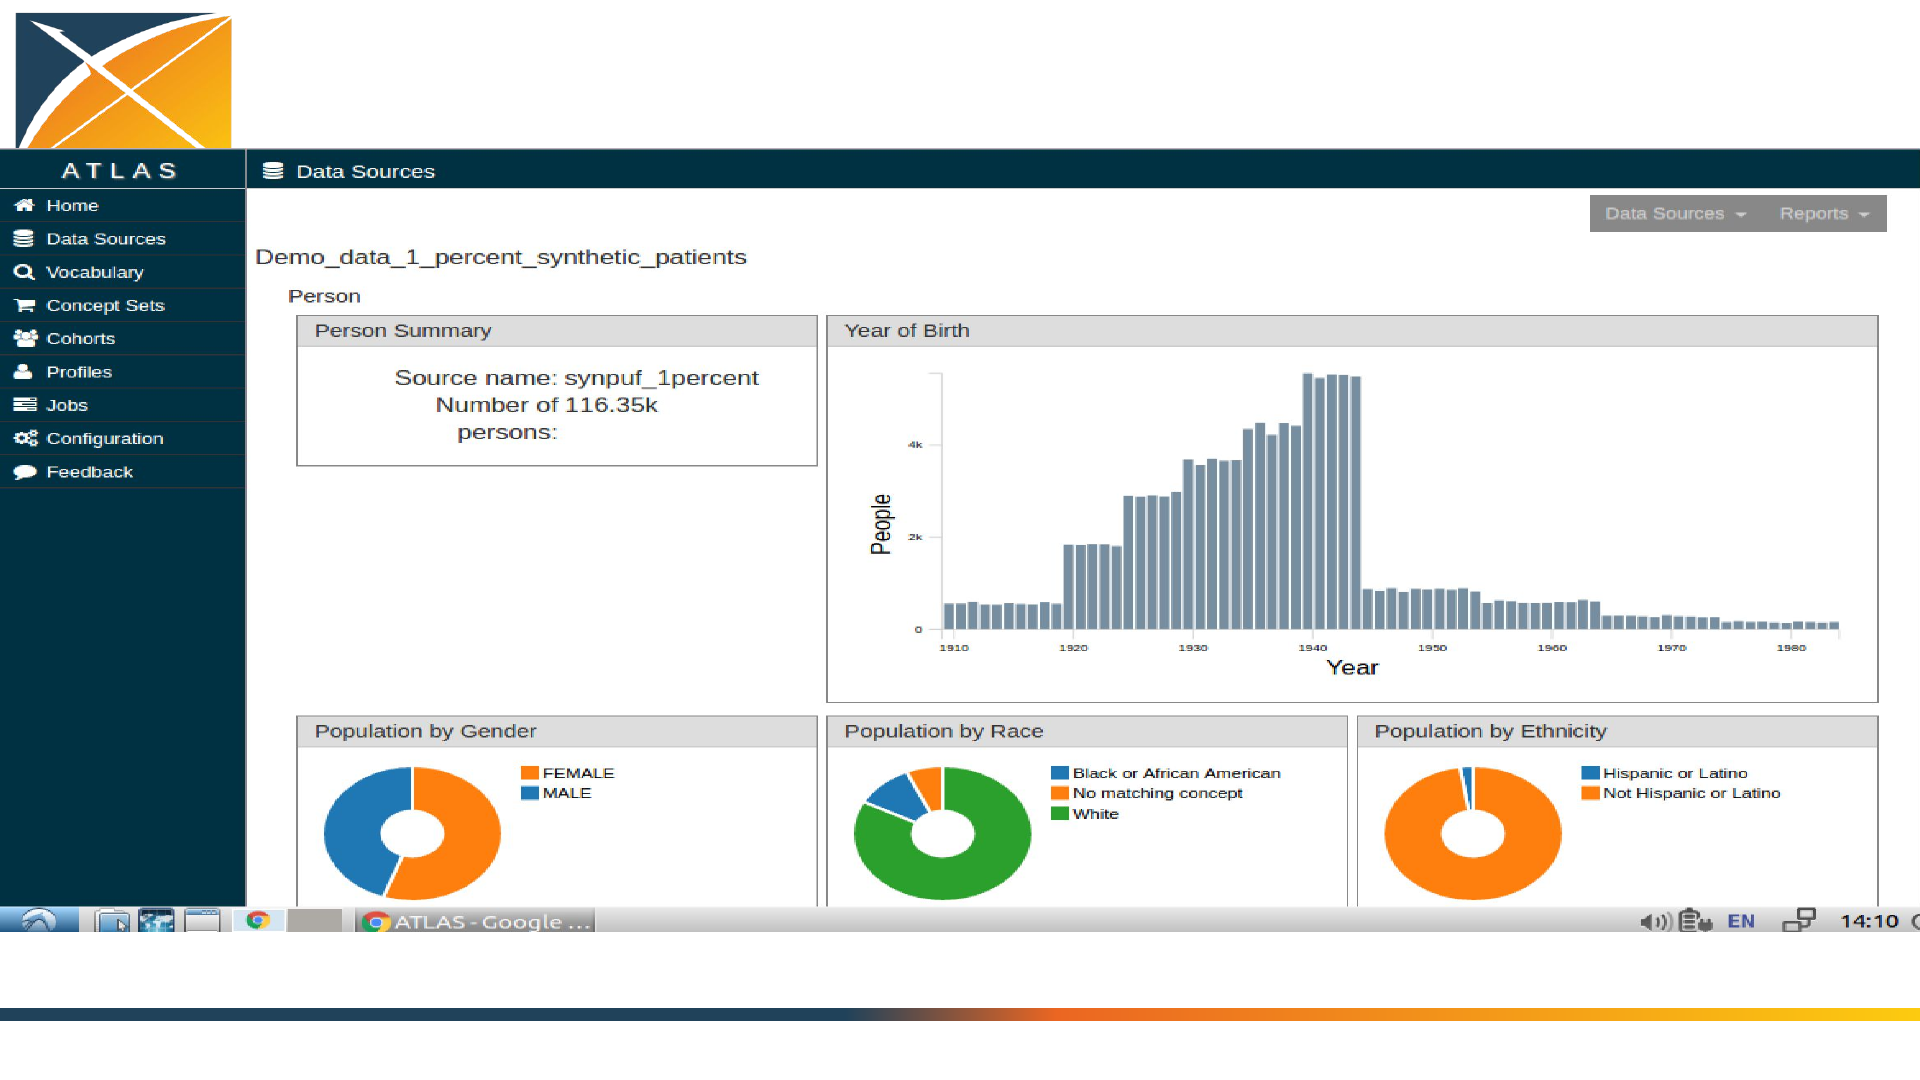 ATLAS
Data Sources
Home
Data Sources
Vocabulary
Concept Sets
Cohorts
Profiles
Jobs
Configuration
Feedback
Data Sources Reports
Demo_data_1_percent_synthetic_patients
Person
Person Summary
Source name: synpuf_1percent
Number of 116.35k
persons:
Year of Birth
4k
2k
0
People
1910 1920 1930 1940 1950 1960 1970 1980
Year
Population by Gender
FEMALE
MALE
Population by Race
Black or African American
No matching concept
White
Population by Ethnicity
Hispanic or Latino
Not Hispanic or Latino
ATLAS - Google ...
EN
14:10